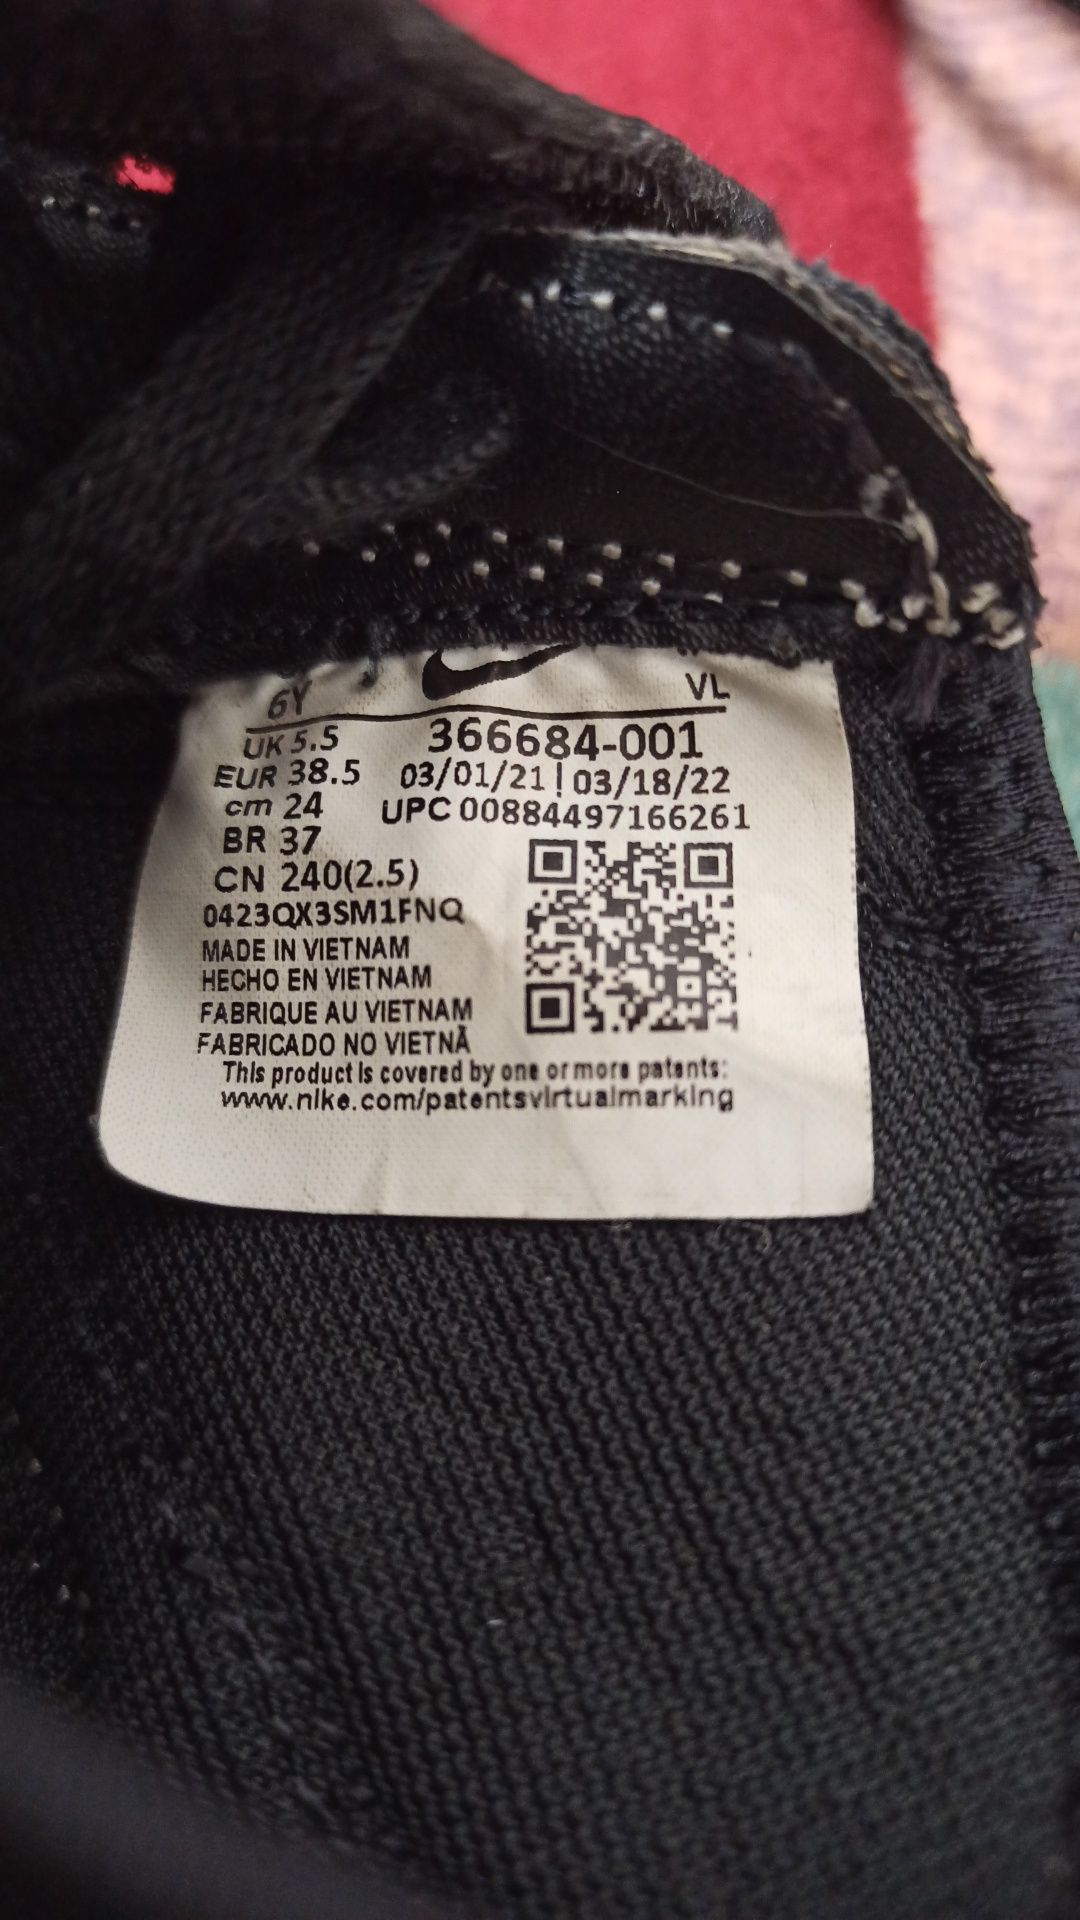 6Y VL
UK 5.5 366684-001
EUR 38.5 03/01/21 | 03/18/22
cm 24 UPC 00884497166261
BR 37
CN 240(2.5)
0423QX3SM1FNQ
MADE IN VIETNAM
HECHO EN VIETNAM
FABRIQUE AU VIETNAM
FABRICADO NO VIETNÃ
This product is covered by one or more patents:
www.nike.com/patentsvirtualmarking